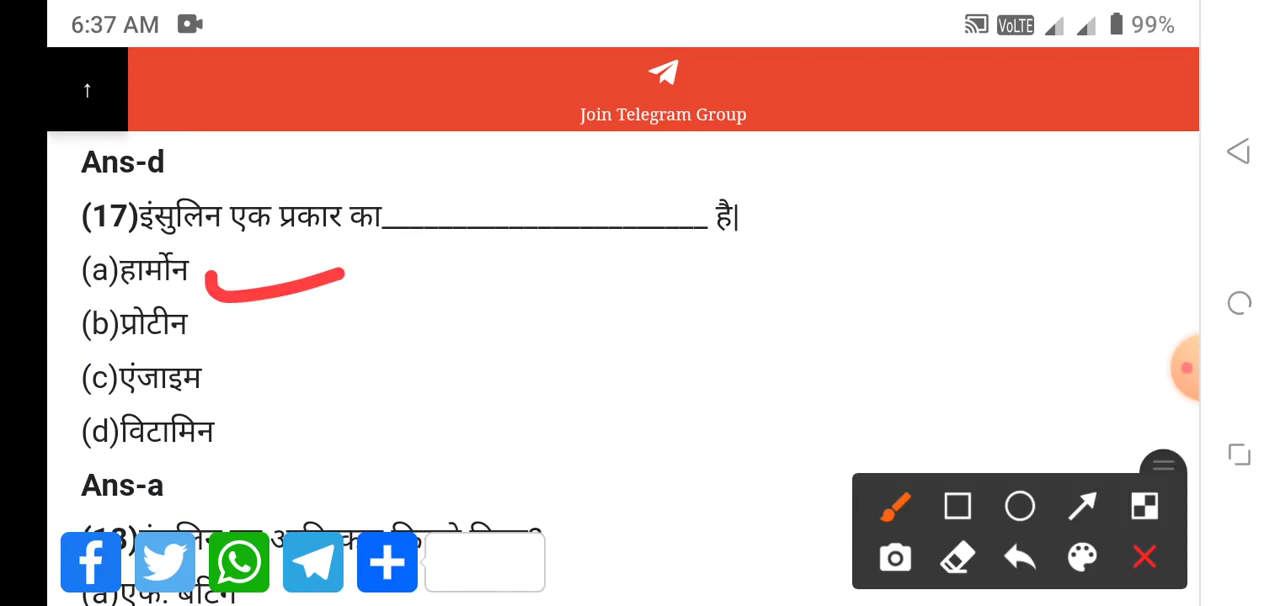 6:37 AM VoLTE 99%
↑
Join Telegram Group
Ans-d
(17)इंसुलिन एक प्रकार का_______________________ है|
(a)हार्मोन
(b)प्रोटीन
(c)एंजाइम
(d)विटामिन
Ans-a